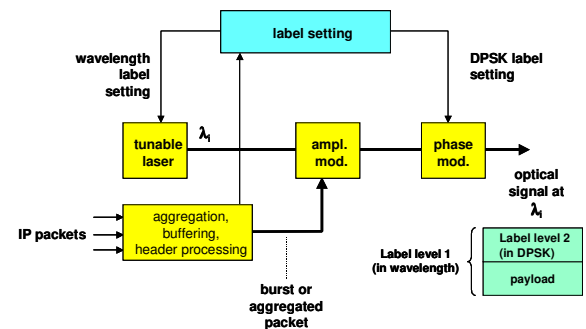 label setting
wavelength
label
setting
DPSK label
setting
tunable
laser
λi
ampl.
mod.
phase
mod.
optical
signal at
λi
IP packets
aggregation,
buffering,
header processing
burst or
aggregated
packet
Label level 1
(in wavelength)
Label level 2
(in DPSK)
payload